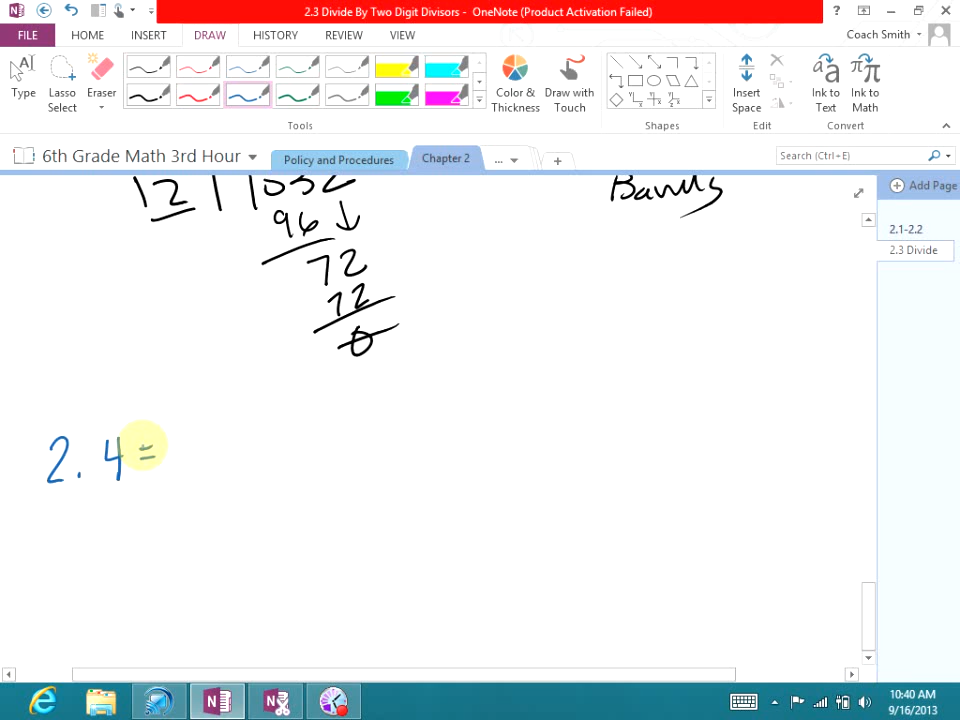 2.3 Divide By Two Digit Divisors - OneNote (Product Activation Failed)
FILE HOME INSERT DRAW HISTORY REVIEW VIEW Coach Smith
Type Lasso Select Eraser Color & Thickness Draw with Touch Insert Space Ink to Text Ink to Math
Tools Shapes Edit Convert
6th Grade Math 3rd Hour Policy and Procedures Chapter 2 ... Search (Ctrl+E)
Add Page
2.1-2.2
2.3 Divide
12 1032
96
72
72
0
2. 4 =
10:40 AM
9/16/2013